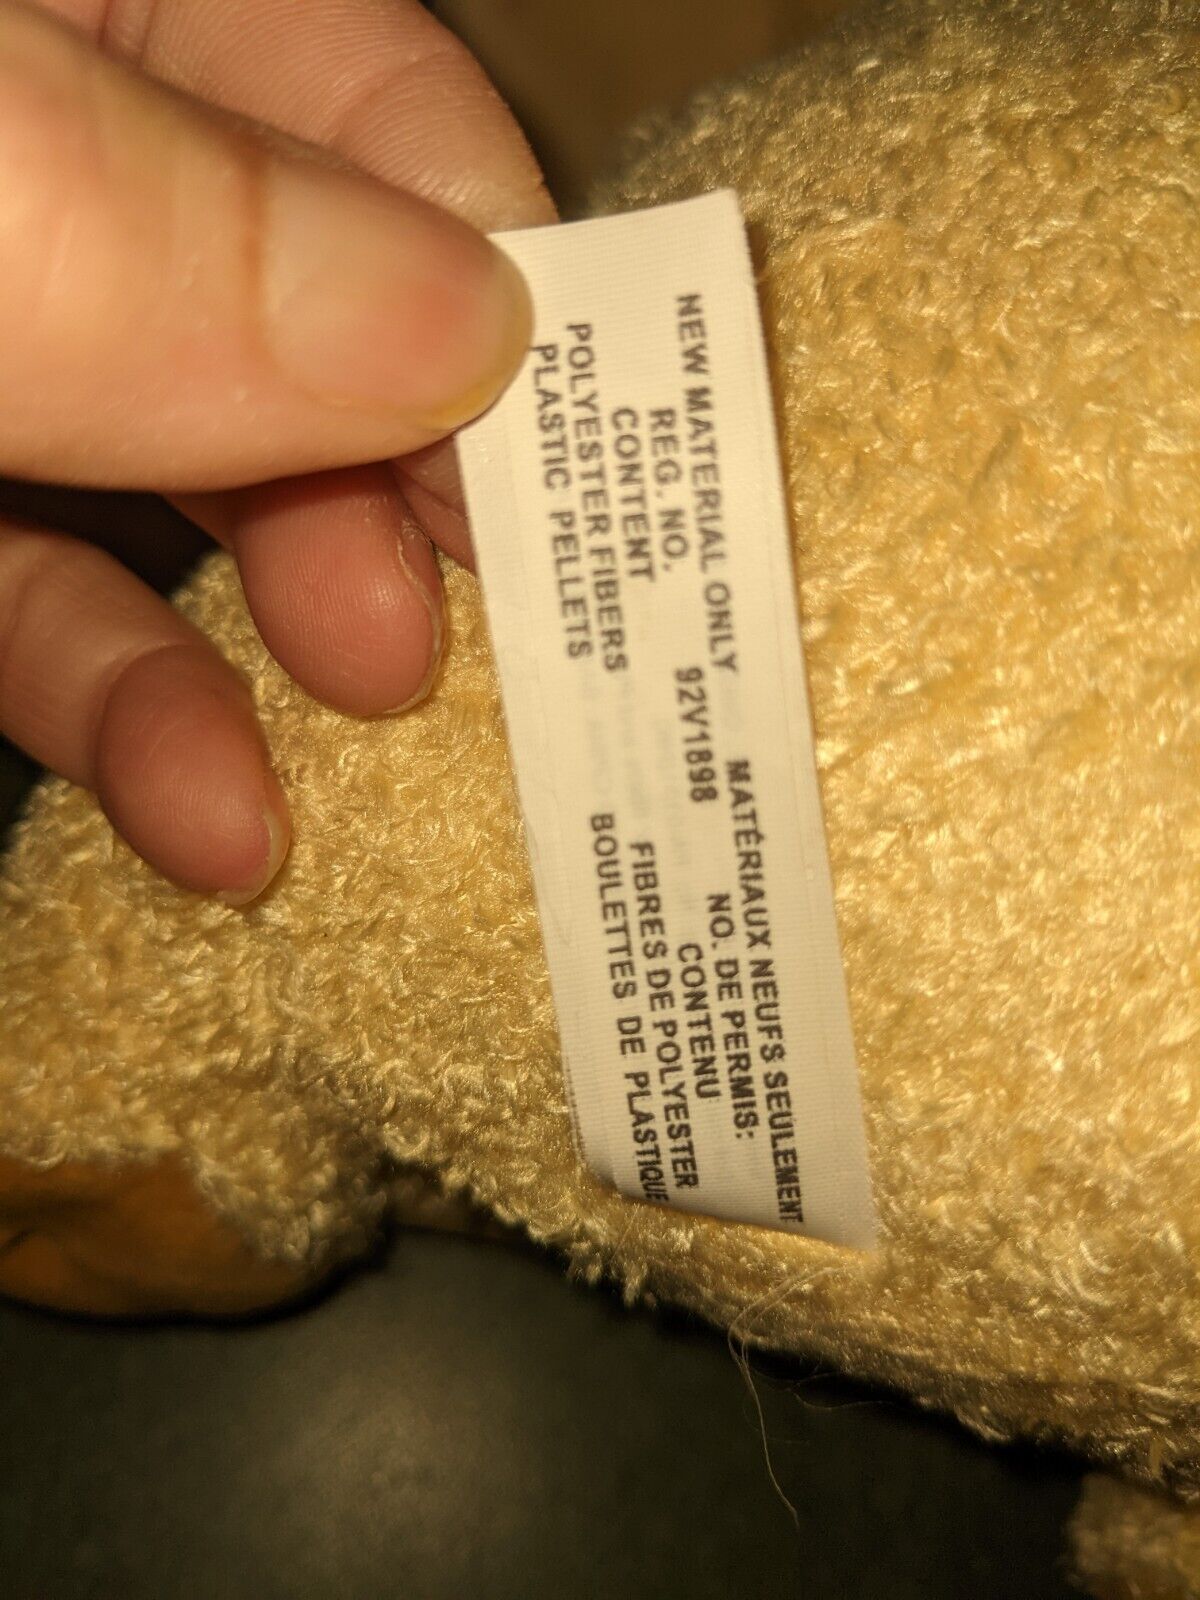 NEW MATERIAL ONLY
REG. NO.
CONTENT
POLYESTER FIBERS
PLASTIC PELLETS
92V1898
MATÉRIAUX NEUFS SEULEMENT
NO. DE PERMIS:
CONTENU
FIBRES DE POLYESTER
BOULETTES DE PLASTIQUE